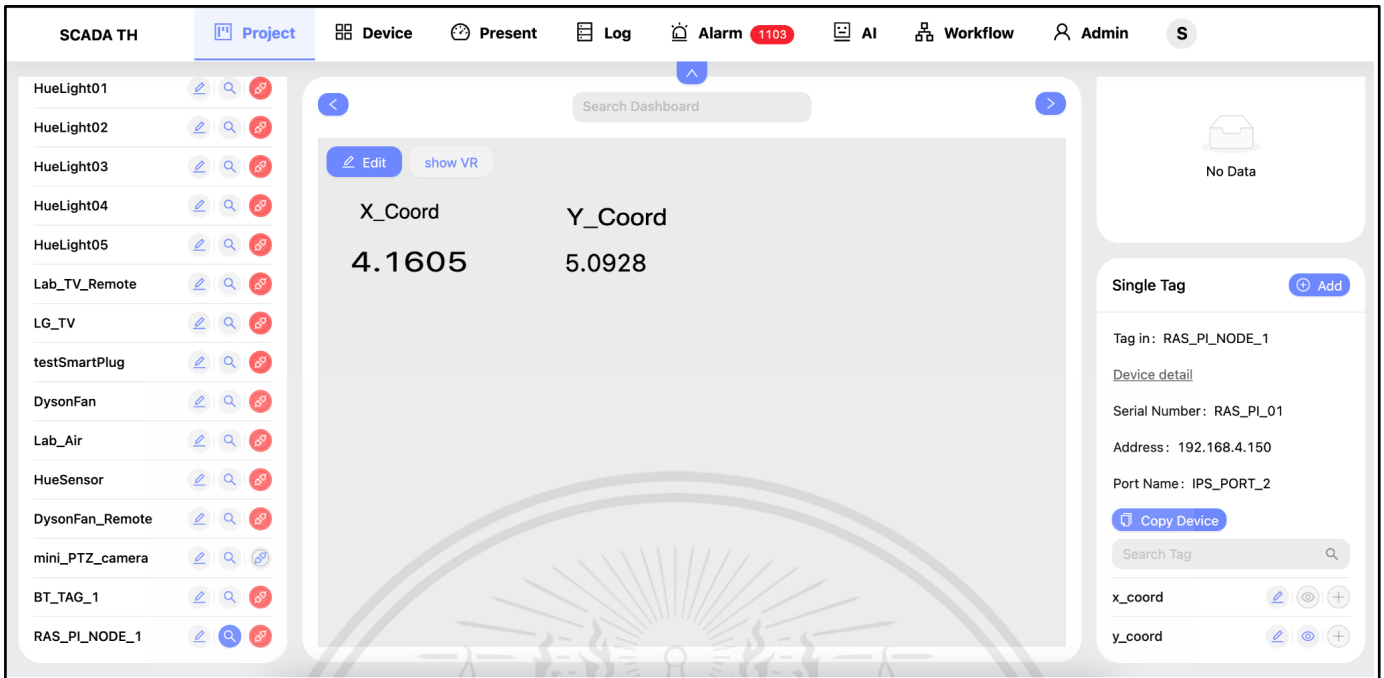 SCADA TH Project Device Present Log Alarm 1103 AI Workflow Admin S
HueLight01
HueLight02
HueLight03
HueLight04
HueLight05
Lab_TV_Remote
LG_TV
testSmartPlug
DysonFan
Lab_Air
HueSensor
DysonFan_Remote
mini_PTZ_camera
BT_TAG_1
RAS_PI_NODE_1
Search Dashboard
Edit show VR
X_Coord Y_Coord
4.1605 5.0928
No Data
Single Tag Add
Tag in: RAS_PI_NODE_1
Device detail
Serial Number: RAS_PI_01
Address: 192.168.4.150
Port Name: IPS_PORT_2
Copy Device
Search Tag
x_coord
y_coord